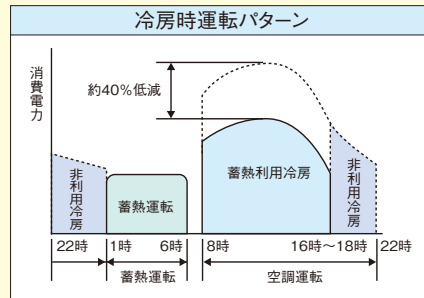 冷房時運転パターン
消費電力
約40%低減
非利用冷房
蓄熱運転
蓄熱利用冷房
非利用冷房
22時 1時 6時 8時 16時～18時 22時
蓄熱運転 空調運転